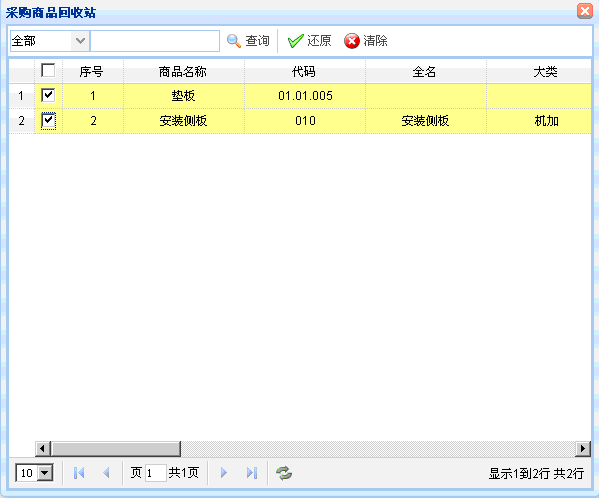 采购商品回收站
全部 查询 还原 清除
序号 商品名称 代码 全名 大类
1 1 垫板 01.01.005
2 2 安装侧板 010 安装侧板 机加
10 页 1 共1页 显示1到2行 共2行